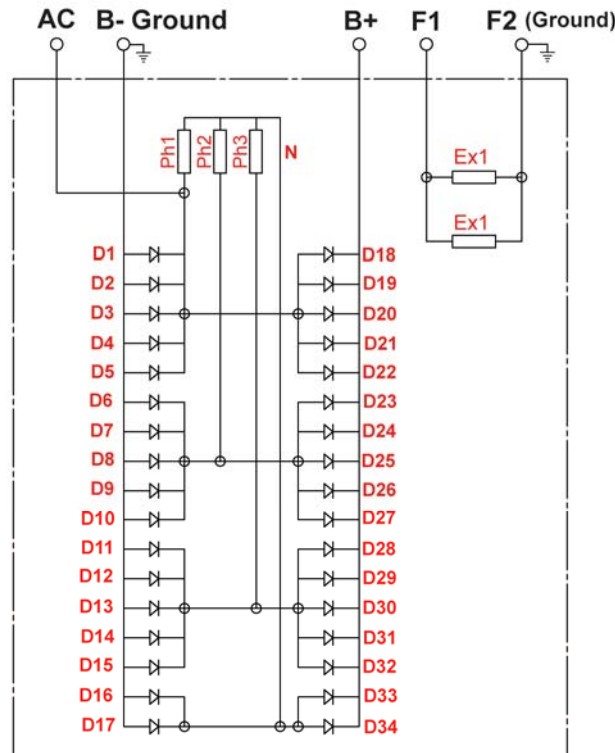 AC B- Ground B+ F1 F2 (Ground)
Ph1 Ph2 Ph3 N
Ex1
Ex1
D1 D18
D2 D19
D3 D20
D4 D21
D5 D22
D6 D23
D7 D24
D8 D25
D9 D26
D10 D27
D11 D28
D12 D29
D13 D30
D14 D31
D15 D32
D16 D33
D17 D34